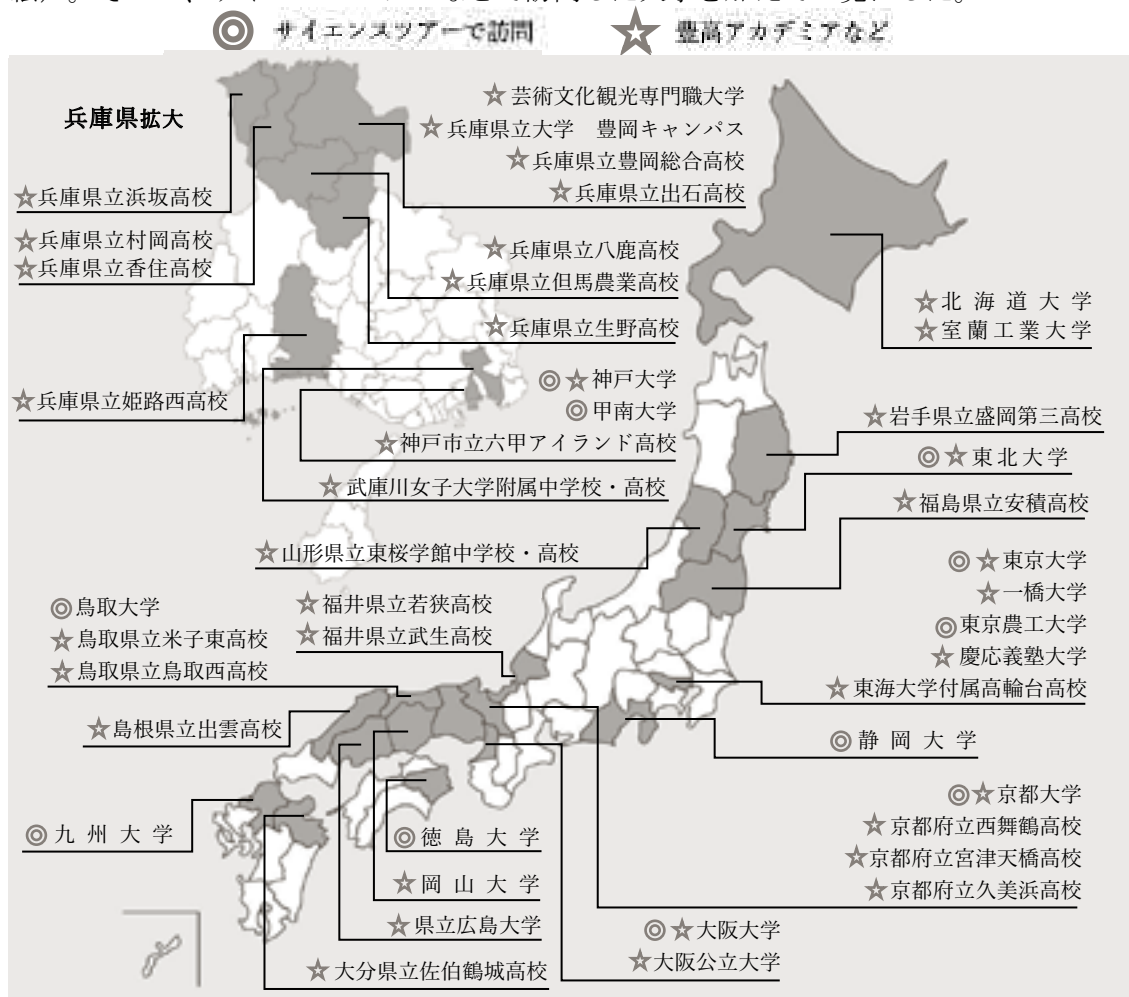 ◎ サイエンスツアーで訪問 ☆ 豊高アカデミアなど
兵庫県拡大
☆芸術文化観光専門職大学
☆兵庫県立大学 豊岡キャンパス
☆兵庫県立豊岡総合高校
☆兵庫県立出石高校
☆兵庫県立浜坂高校
☆兵庫県立村岡高校
☆兵庫県立香住高校
☆兵庫県立八鹿高校
☆兵庫県立但馬農業高校
☆兵庫県立生野高校
☆兵庫県立姫路西高校
◎☆神戸大学
◎甲南大学
☆神戸市立六甲アイランド高校
☆武庫川女子大学附属中学校・高校
☆北海道大学
☆室蘭工業大学
☆岩手県立盛岡第三高校
◎☆東北大学
☆福島県立安積高校
☆山形県立東桜学館中学校・高校
◎☆東京大学
☆一橋大学
◎東京農工大学
☆慶応義塾大学
☆東海大学付属高輪台高校
◎鳥取大学
☆鳥取県立米子東高校
☆鳥取県立鳥取西高校
☆福井県立若狭高校
☆福井県立武生高校
☆島根県立出雲高校
◎静岡大学
◎九州大学
◎徳島大学
☆岡山大学
☆県立広島大学
☆大分県立佐伯鶴城高校
◎☆京都大学
☆京都府立西舞鶴高校
☆京都府立宮津天橋高校
☆京都府立久美浜高校
◎☆大阪大学
☆大阪公立大学